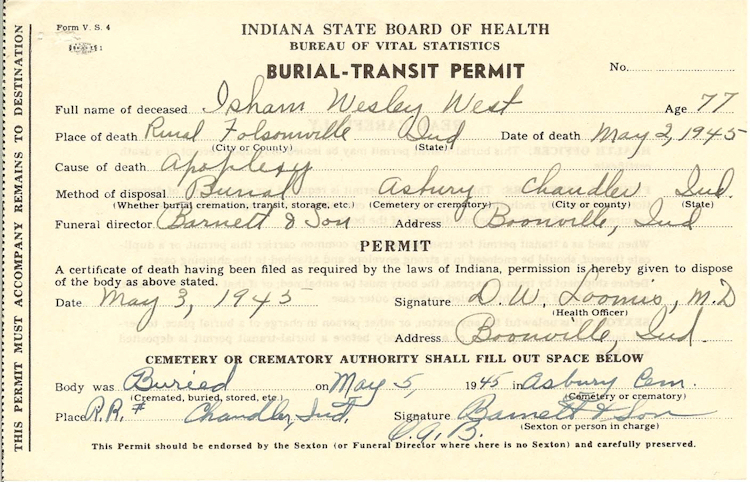 Form V. S. 4
INDIANA STATE BOARD OF HEALTH
BUREAU OF VITAL STATISTICS
BURIAL-TRANSIT PERMIT
No.
Full name of deceased Isham Wesley West Age 77
Place of death Rural Folsomville Ind Date of death May 2, 1945
(City or County) (State)
Cause of death Apoplexy
Method of disposal Burial Asbury Chandler Ind.
(Whether burial cremation, transit, storage, etc.) (Cemetery or crematory) (City or county) (State)
Funeral director Barnett & Son Address Boonville, Ind
PERMIT
A certificate of death having been filed as required by the laws of Indiana, permission is hereby given to dispose
of the body as above stated.
Date May 3, 1945 Signature D. W. Loomis, M.D
(Health Officer)
Address Boonville, Ind.
CEMETERY OR CREMATORY AUTHORITY SHALL FILL OUT SPACE BELOW
Body was Buried on May 5, 1945 in Asbury Cem.
(Cremated, buried, stored, etc.) (Cemetery or crematory)
Place R.R. # Chandler, Ind. Signature Barnett & Son
(Sexton or person in charge)
O.A.B.
This Permit should be endorsed by the Sexton (or Funeral Director where there is no Sexton) and carefully preserved.
THIS PERMIT MUST ACCOMPANY REMAINS TO DESTINATION